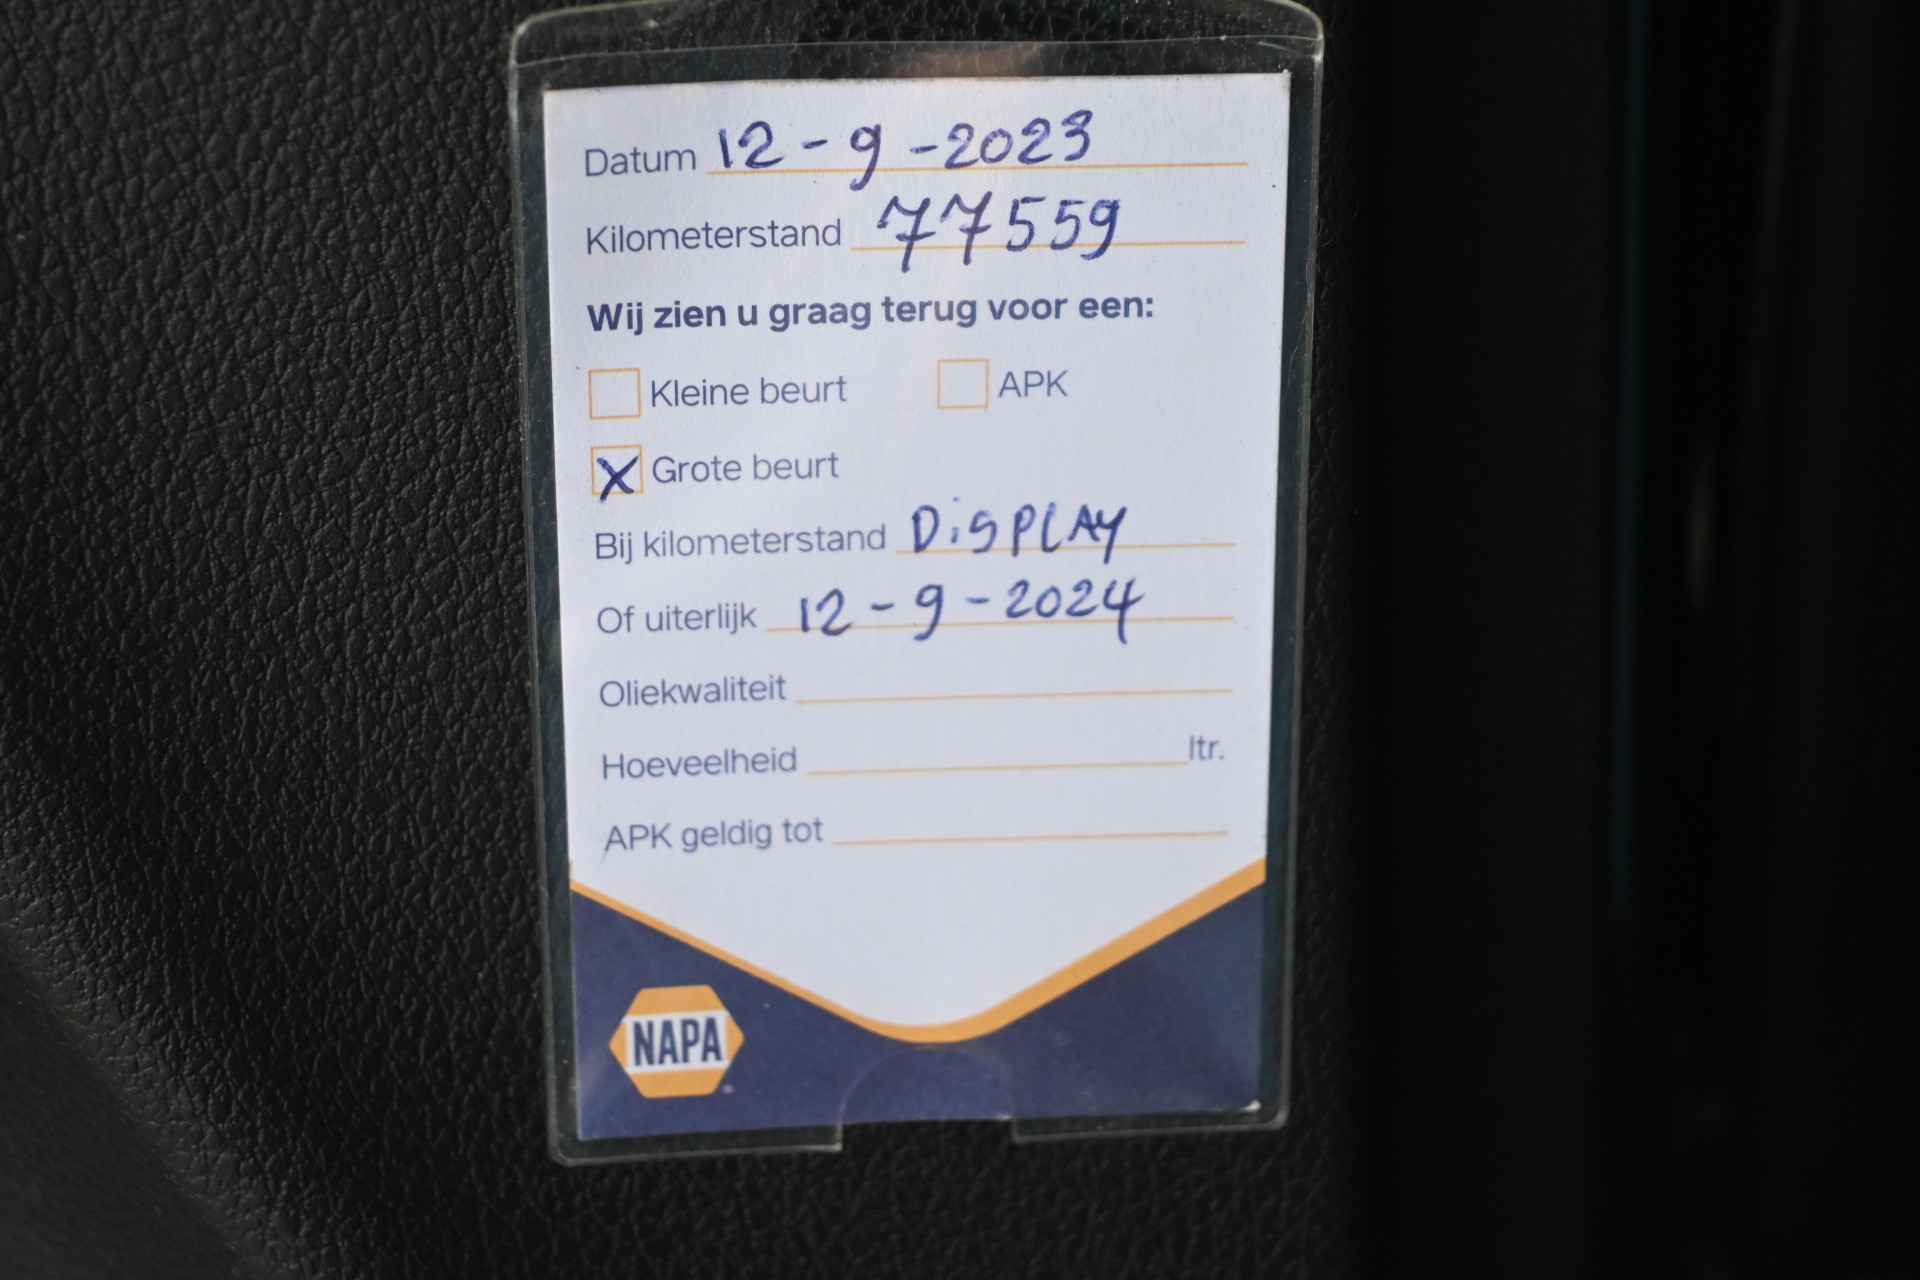 Datum 12-9-2023
Kilometerstand 77559
Wij zien u graag terug voor een:
Kleine beurt APK
X Grote beurt
Bij kilometerstand DiSPLAY
Of uiterlijk 12-9-2024
Oliekwaliteit
Hoeveelheid ltr.
APK geldig tot
NAPA